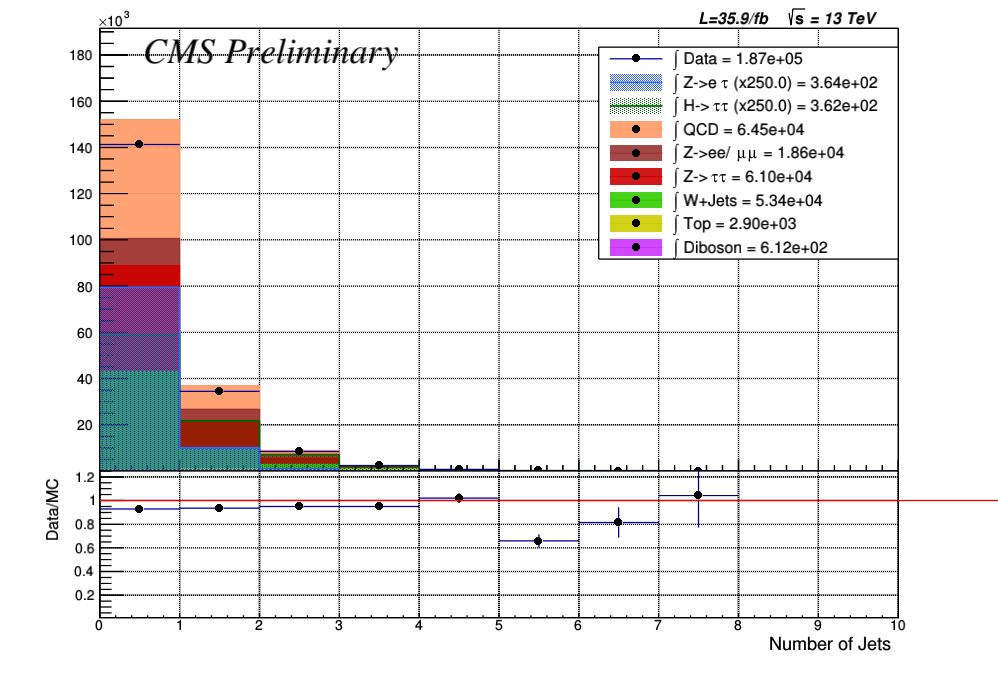 ×10³
L=35.9/fb √s = 13 TeV
CMS Preliminary
180
160
140
120
100
80
60
40
20
∫ Data = 1.87e+05
∫ Z->e τ (x250.0) = 3.64e+02
∫ H-> ττ (x250.0) = 3.62e+02
∫ QCD = 6.45e+04
∫ Z->ee/ μμ = 1.86e+04
∫ Z-> ττ = 6.10e+04
∫ W+Jets = 5.34e+04
∫ Top = 2.90e+03
∫ Diboson = 6.12e+02
Data/MC
1.2
1
0.8
0.6
0.4
0.2
0 1 2 3 4 5 6 7 8 9 10
Number of Jets